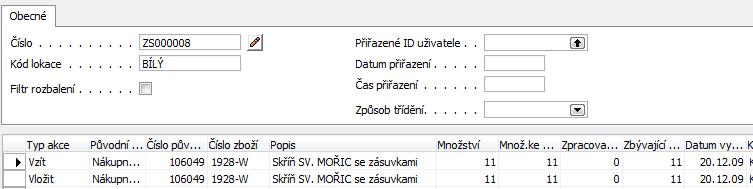 Obecné
Číslo . . . . . . . . . . ZS000008
Kód lokace . . . . . . . BÍLÝ
Filtr rozbalení . . . . . .
Přiřazené ID uživatele . .
Datum přiřazení . . . . .
Čas přiřazení . . . . . .
Způsob třídění. . . . . .
Typ akce Původní ... Číslo pův... Číslo zboží Popis Množství Množ.ke ... Zpracova... Zbývající ... Datum vy... K
Vzít Nákupn... 106049 1928-W Skříň SV. MOŘIC se zásuvkami 11 11 0 11 20.12.09 K
Vložit Nákupn... 106049 1928-W Skříň SV. MOŘIC se zásuvkami 11 11 0 11 20.12.09 K